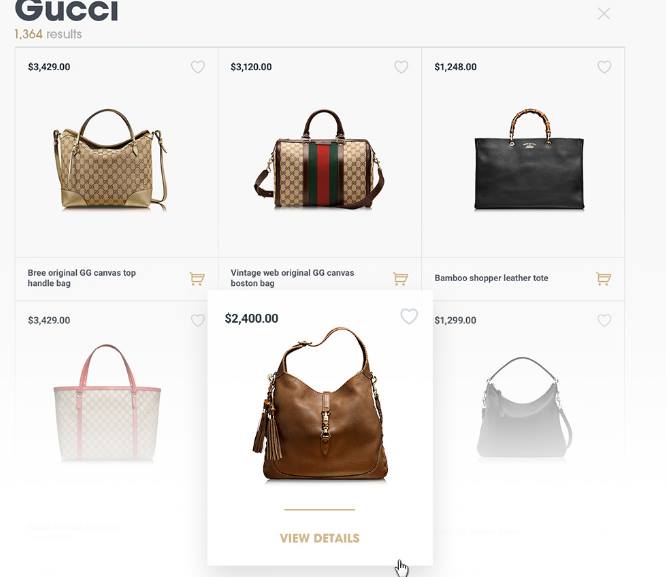 Gucci
1,364 results
$3,429.00
$3,120.00
$1,248.00
Bree original GG canvas top
handle bag
Vintage web original GG canvas
boston bag
Bamboo shopper leather tote
$3,429.00
$2,400.00
$1,299.00
VIEW DETAILS